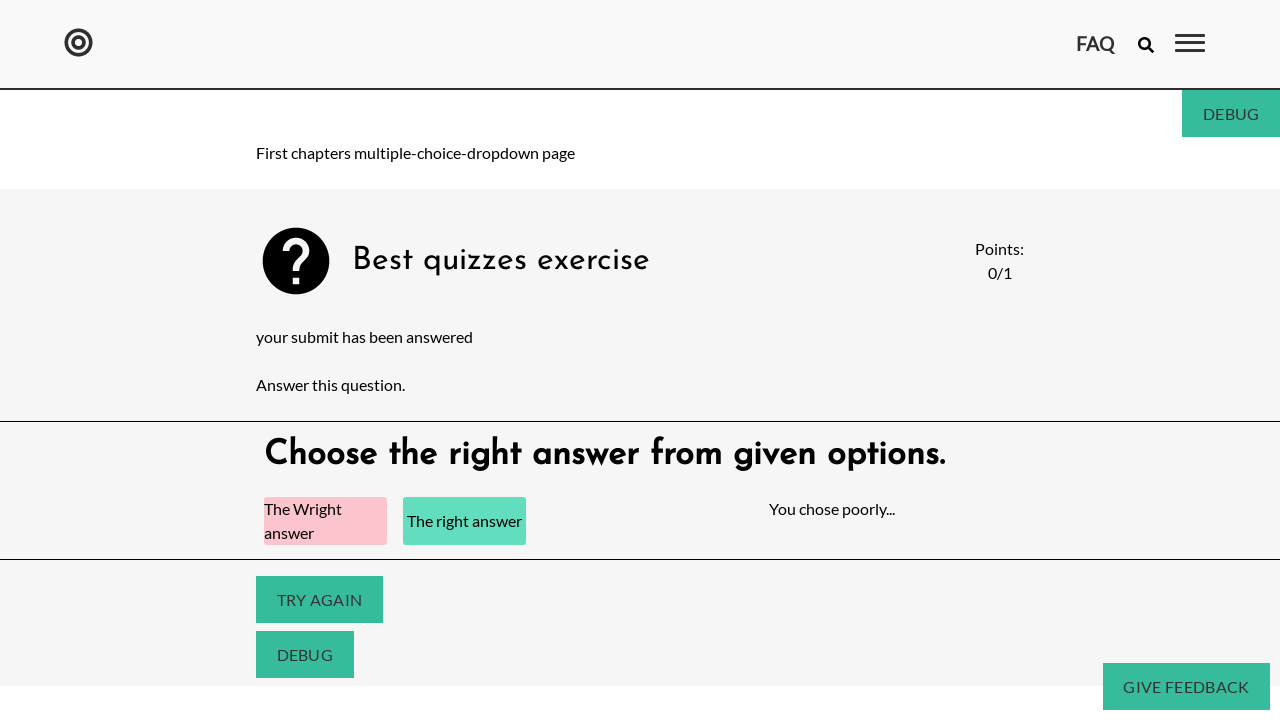 FAQ
DEBUG
First chapters multiple-choice-dropdown page
Best quizzes exercise
Points:
0/1
your submit has been answered
Answer this question.
Choose the right answer from given options.
The Wright
answer
The right answer
You chose poorly...
TRY AGAIN
DEBUG
GIVE FEEDBACK